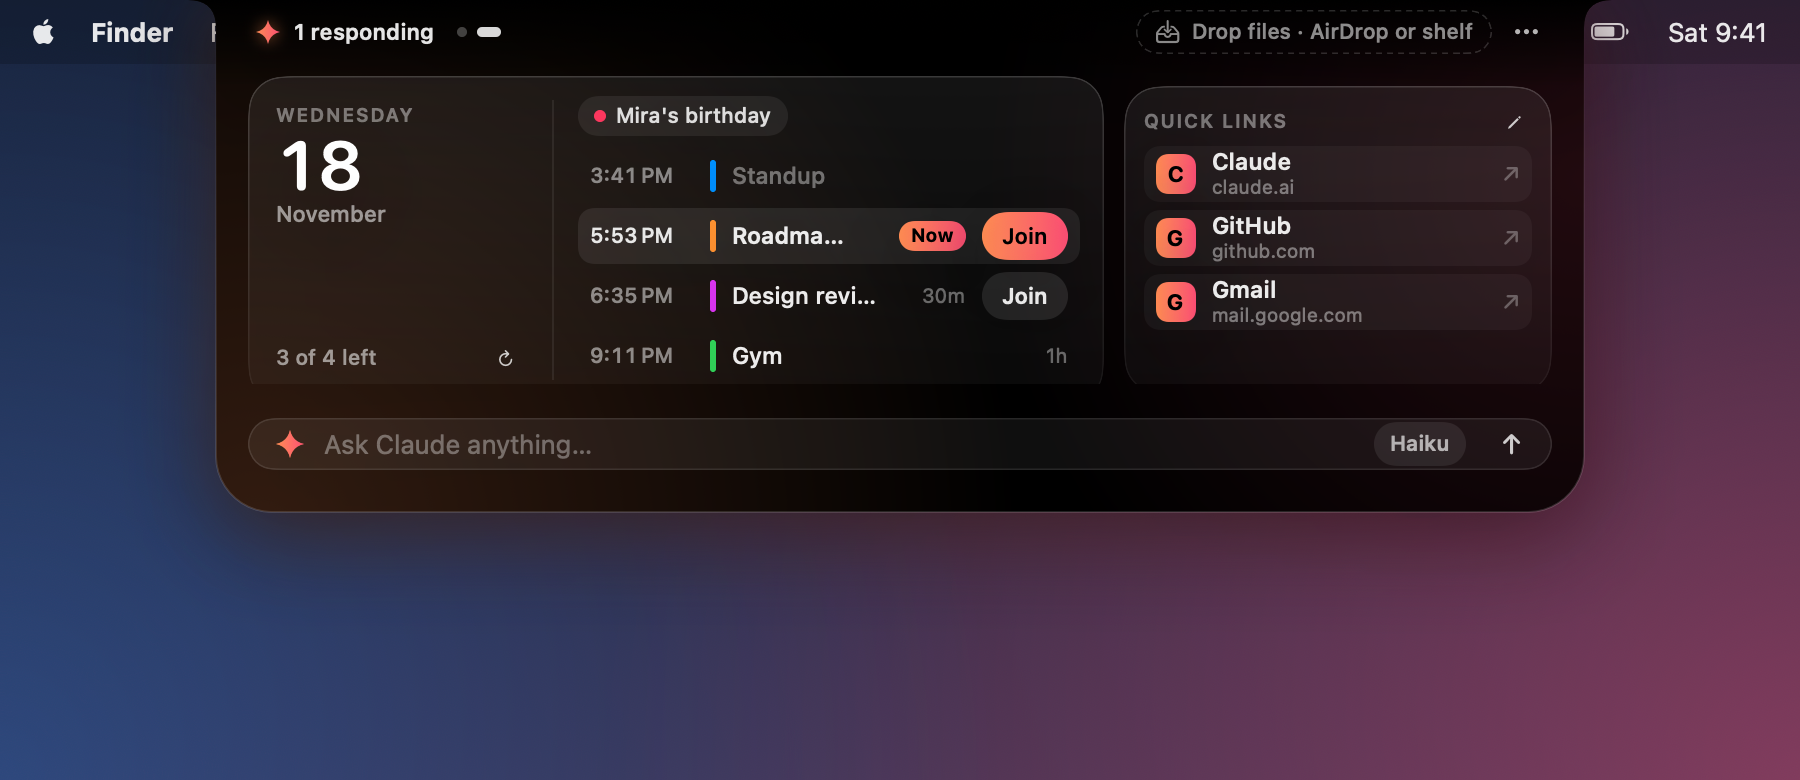 Finder
1 responding
Drop files · AirDrop or shelf
Sat 9:41
WEDNESDAY
18
November
3 of 4 left
Mira's birthday
3:41 PM Standup
5:53 PM Roadma... Now Join
6:35 PM Design revi... 30m Join
9:11 PM Gym 1h
QUICK LINKS
C Claude
claude.ai
G GitHub
github.com
G Gmail
mail.google.com
Ask Claude anything...
Haiku